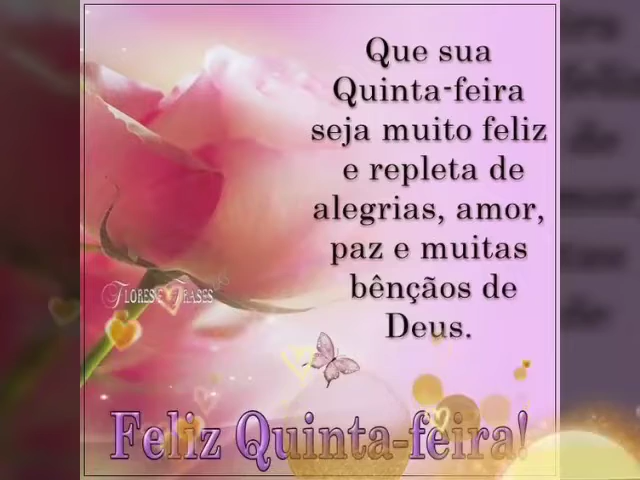 Que sua
Quinta-feira
seja muito feliz
e repleta de
alegrias, amor,
paz e muitas
bênçãos de
Deus.
Flores e Frases
Feliz Quinta-feira!